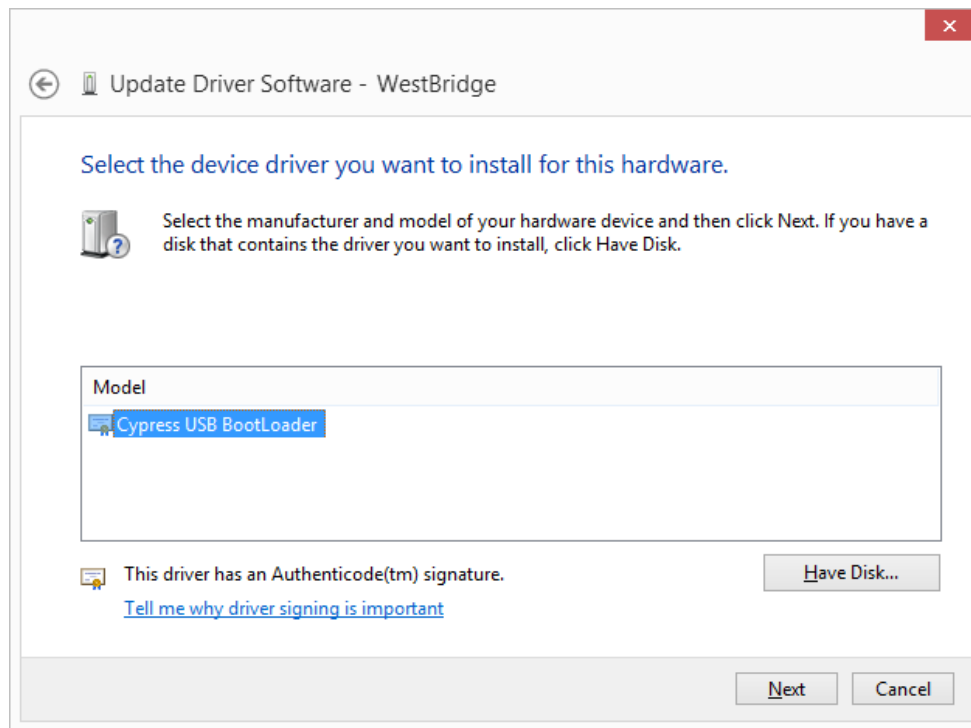 Update Driver Software - WestBridge
Select the device driver you want to install for this hardware.
Select the manufacturer and model of your hardware device and then click Next. If you have a
disk that contains the driver you want to install, click Have Disk.
Model
Cypress USB BootLoader
This driver has an Authenticode(tm) signature.
Have Disk...
Tell me why driver signing is important
Next Cancel